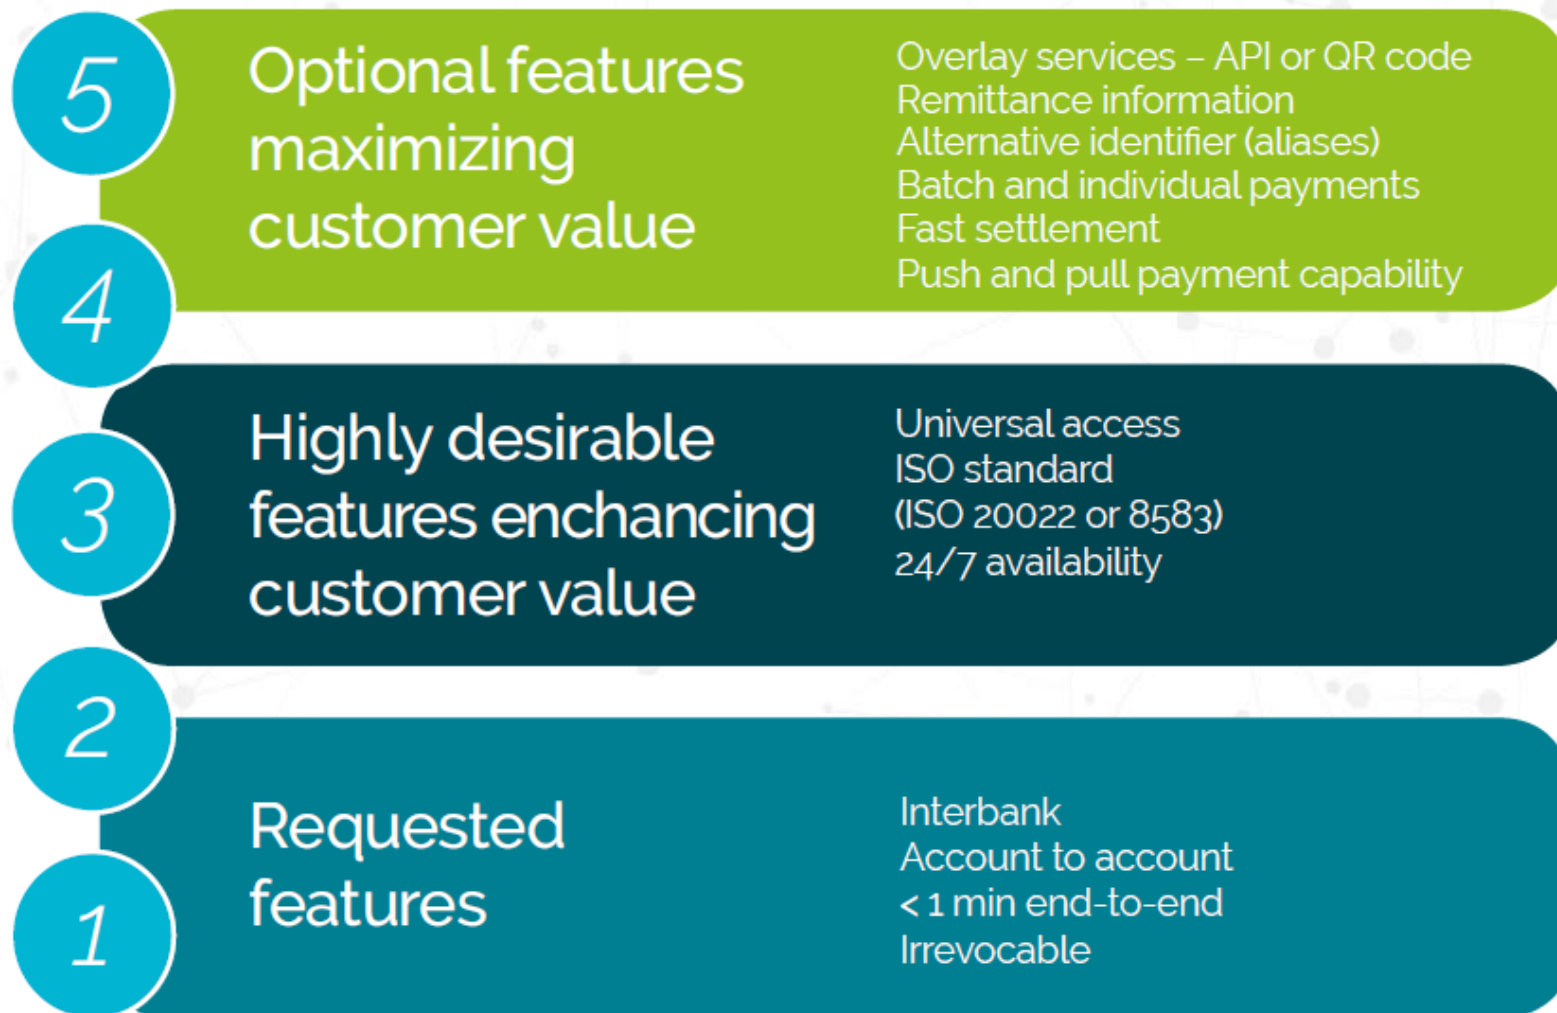 5
Optional features
maximizing
customer value
Overlay services – API or QR code
Remittance information
Alternative identifier (aliases)
Batch and individual payments
Fast settlement
Push and pull payment capability
4
Highly desirable
features enchancing
customer value
Universal access
ISO standard
(ISO 20022 or 8583)
24/7 availability
3
2
Requested
features
Interbank
Account to account
< 1 min end-to-end
Irrevocable
1